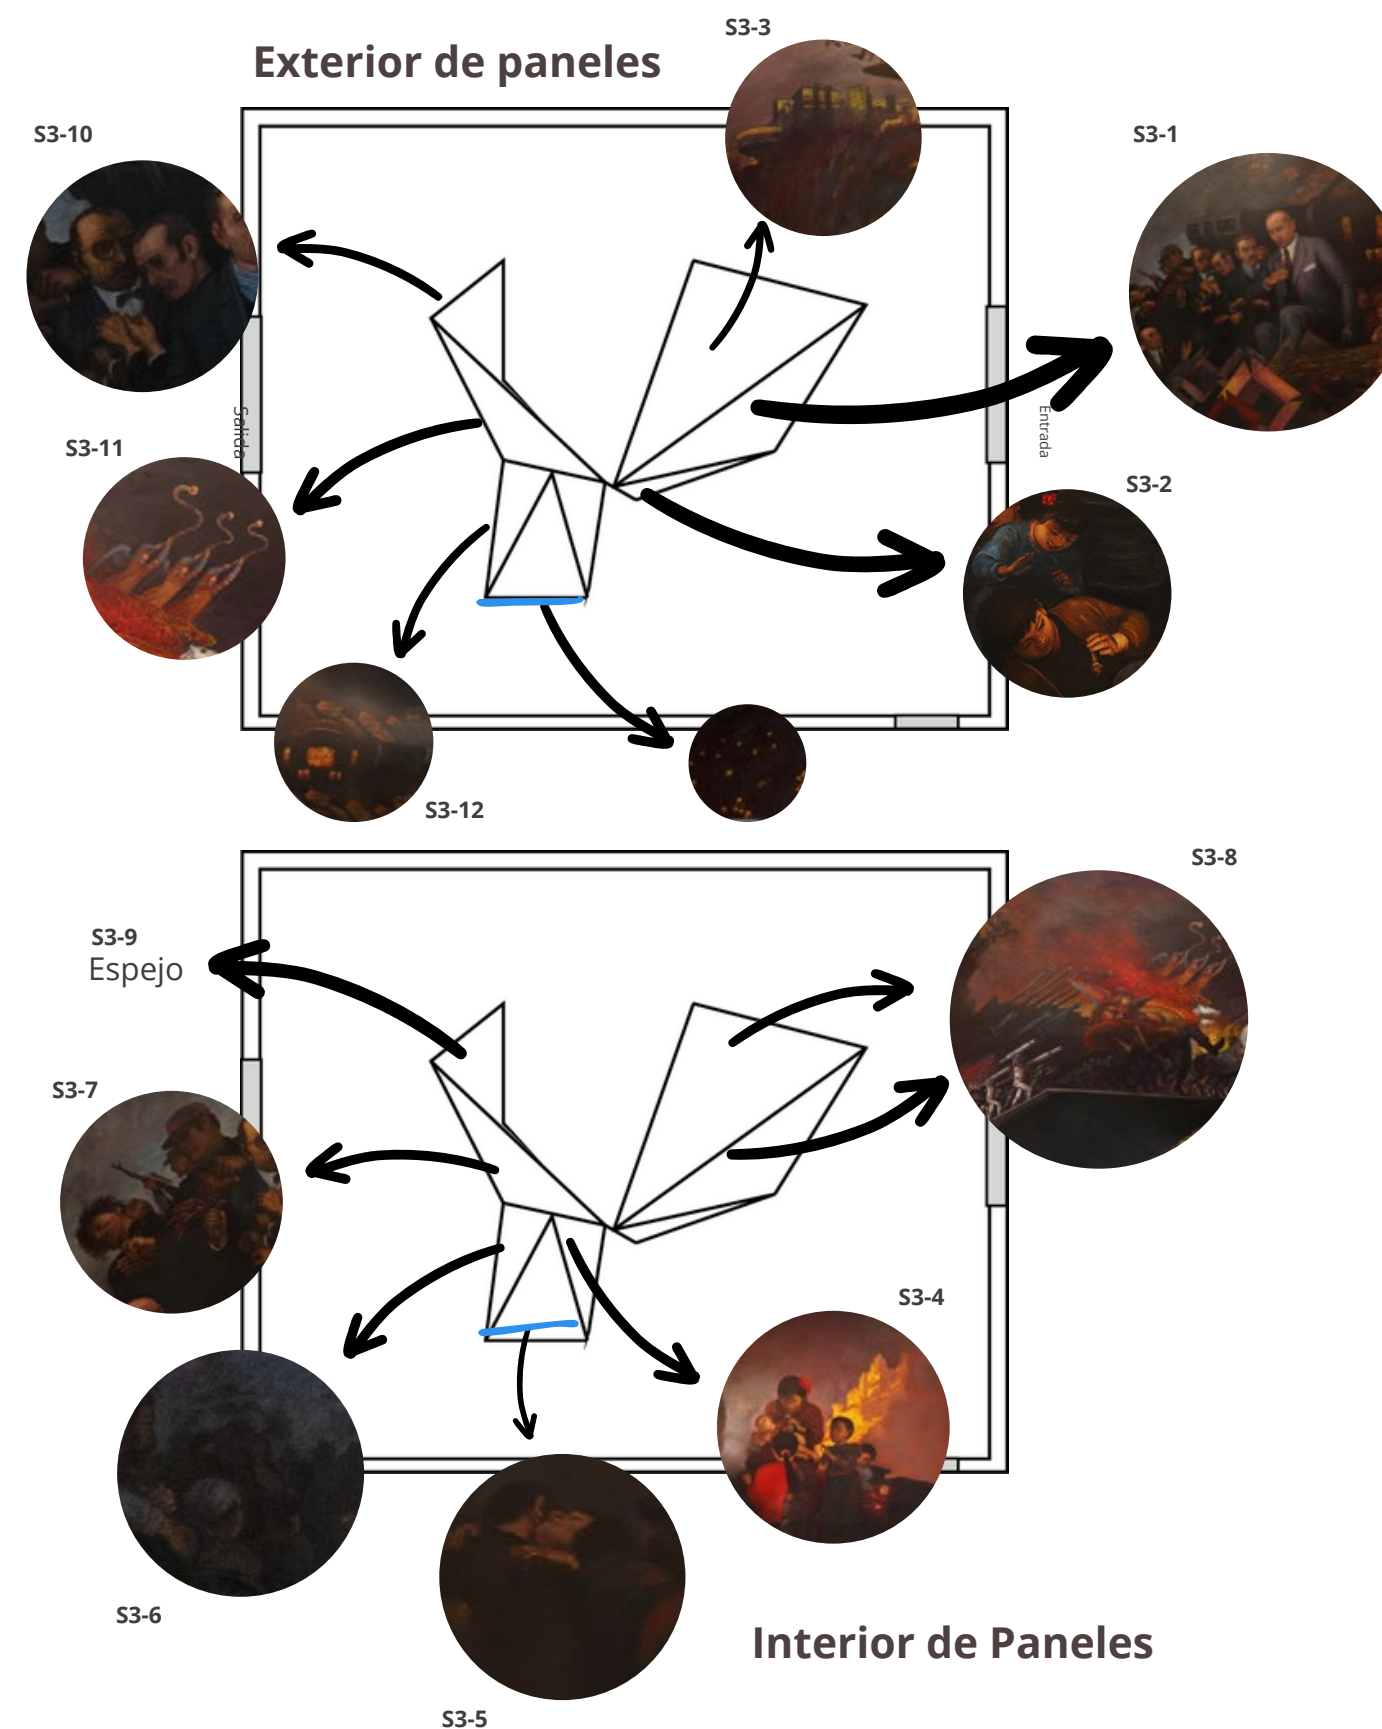 S3-3
Exterior de paneles
S3-10
S3-1
Salida
Entrada
S3-11
S3-2
S3-12
S3-8
S3-9
Espejo
S3-7
S3-4
S3-6
Interior de Paneles
S3-5